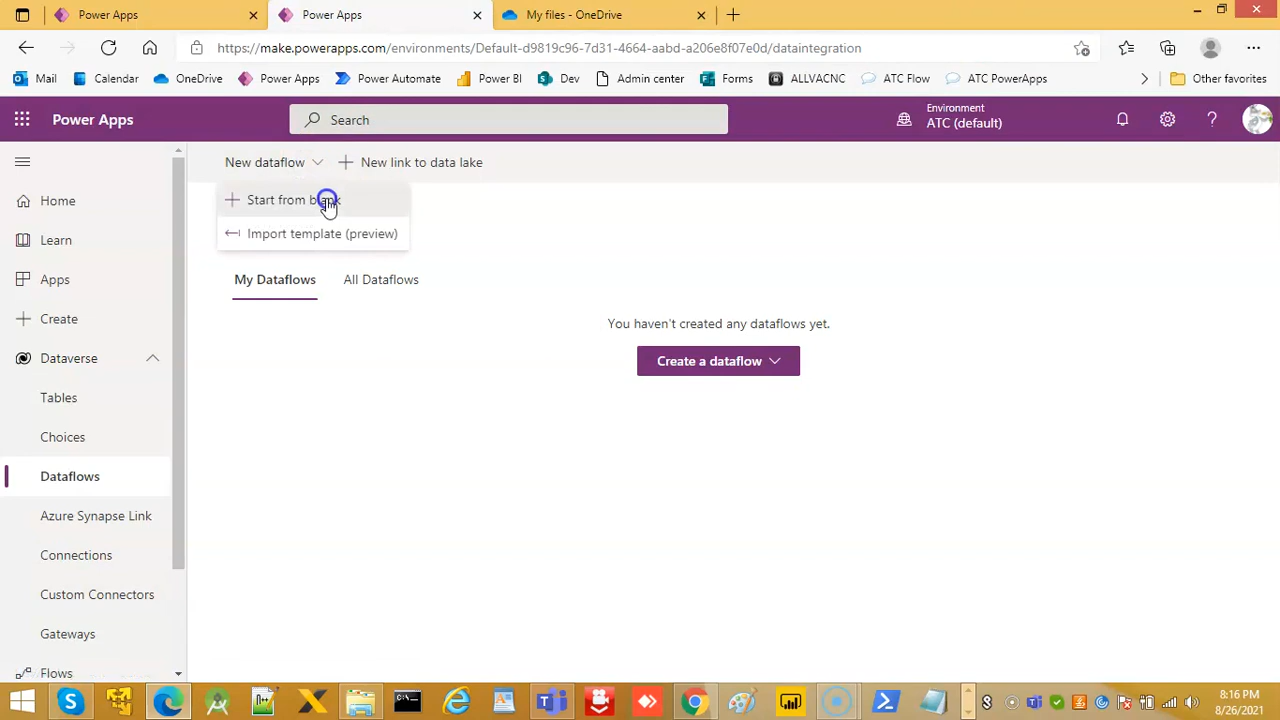 Power Apps
Power Apps
My files - OneDrive
https://make.powerapps.com/environments/Default-d9819c96-7d31-4664-aabd-a206e8f07e0d/dataintegration
Mail
Calendar
OneDrive
Power Apps
Power Automate
Power BI
Dev
Admin center
Forms
ALLVACNC
ATC Flow
ATC PowerApps
Other favorites
Power Apps
Search
Environment
ATC (default)
New dataflow
New link to data lake
Start from blank
Import template (preview)
Home
Learn
Apps
Create
Dataverse
Tables
Choices
Dataflows
Azure Synapse Link
Connections
Custom Connectors
Gateways
Flows
My Dataflows
All Dataflows
You haven't created any dataflows yet.
Create a dataflow
8:16 PM
8/26/2021